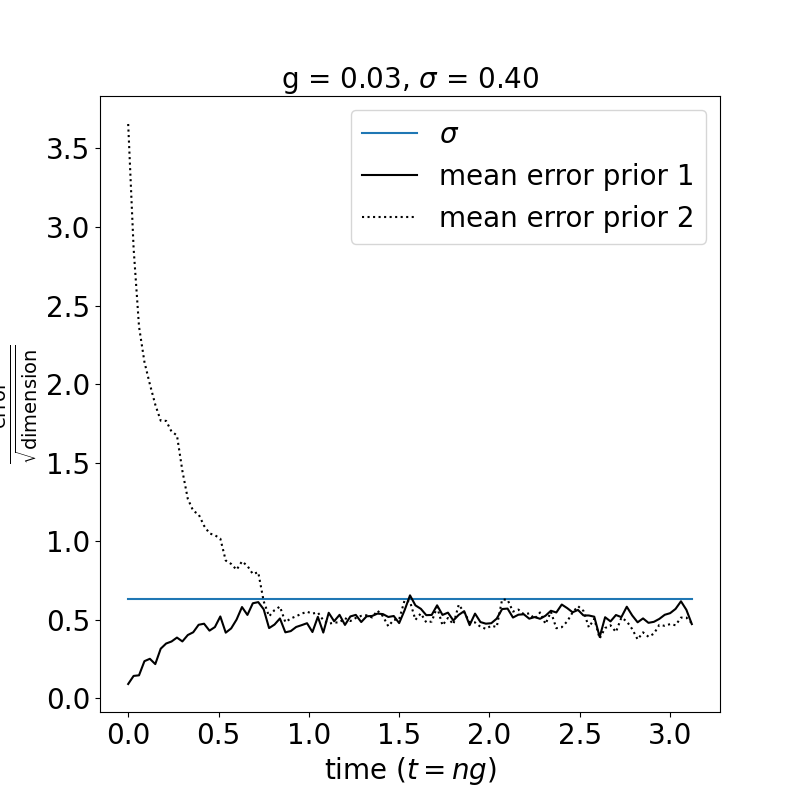 g = 0.03, σ = 0.40
σ
mean error prior 1
mean error prior 2
3.5
3.0
2.5
2.0
1.5
1.0
0.5
0.0
√dimension
0.0 0.5 1.0 1.5 2.0 2.5 3.0
time (t = ng)